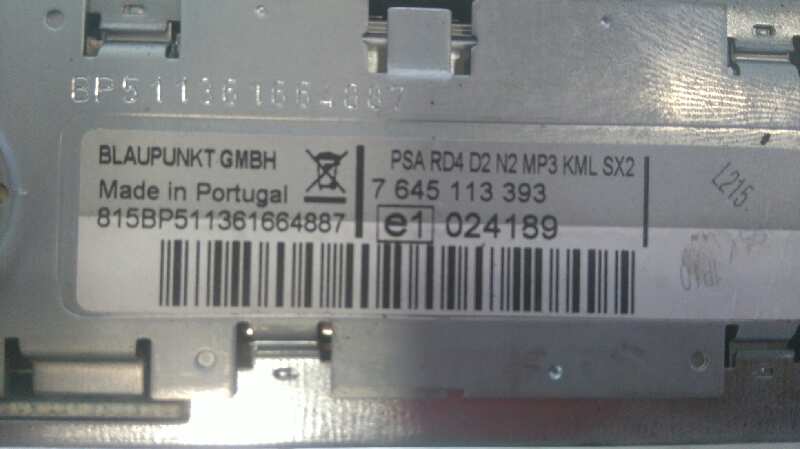 BP511361664887
BLAUPUNKT GMBH
Made in Portugal
815BP511361664887
PSA RD4 D2 N2 MP3 KML SX2
7 645 113 393
e1 024189
L215